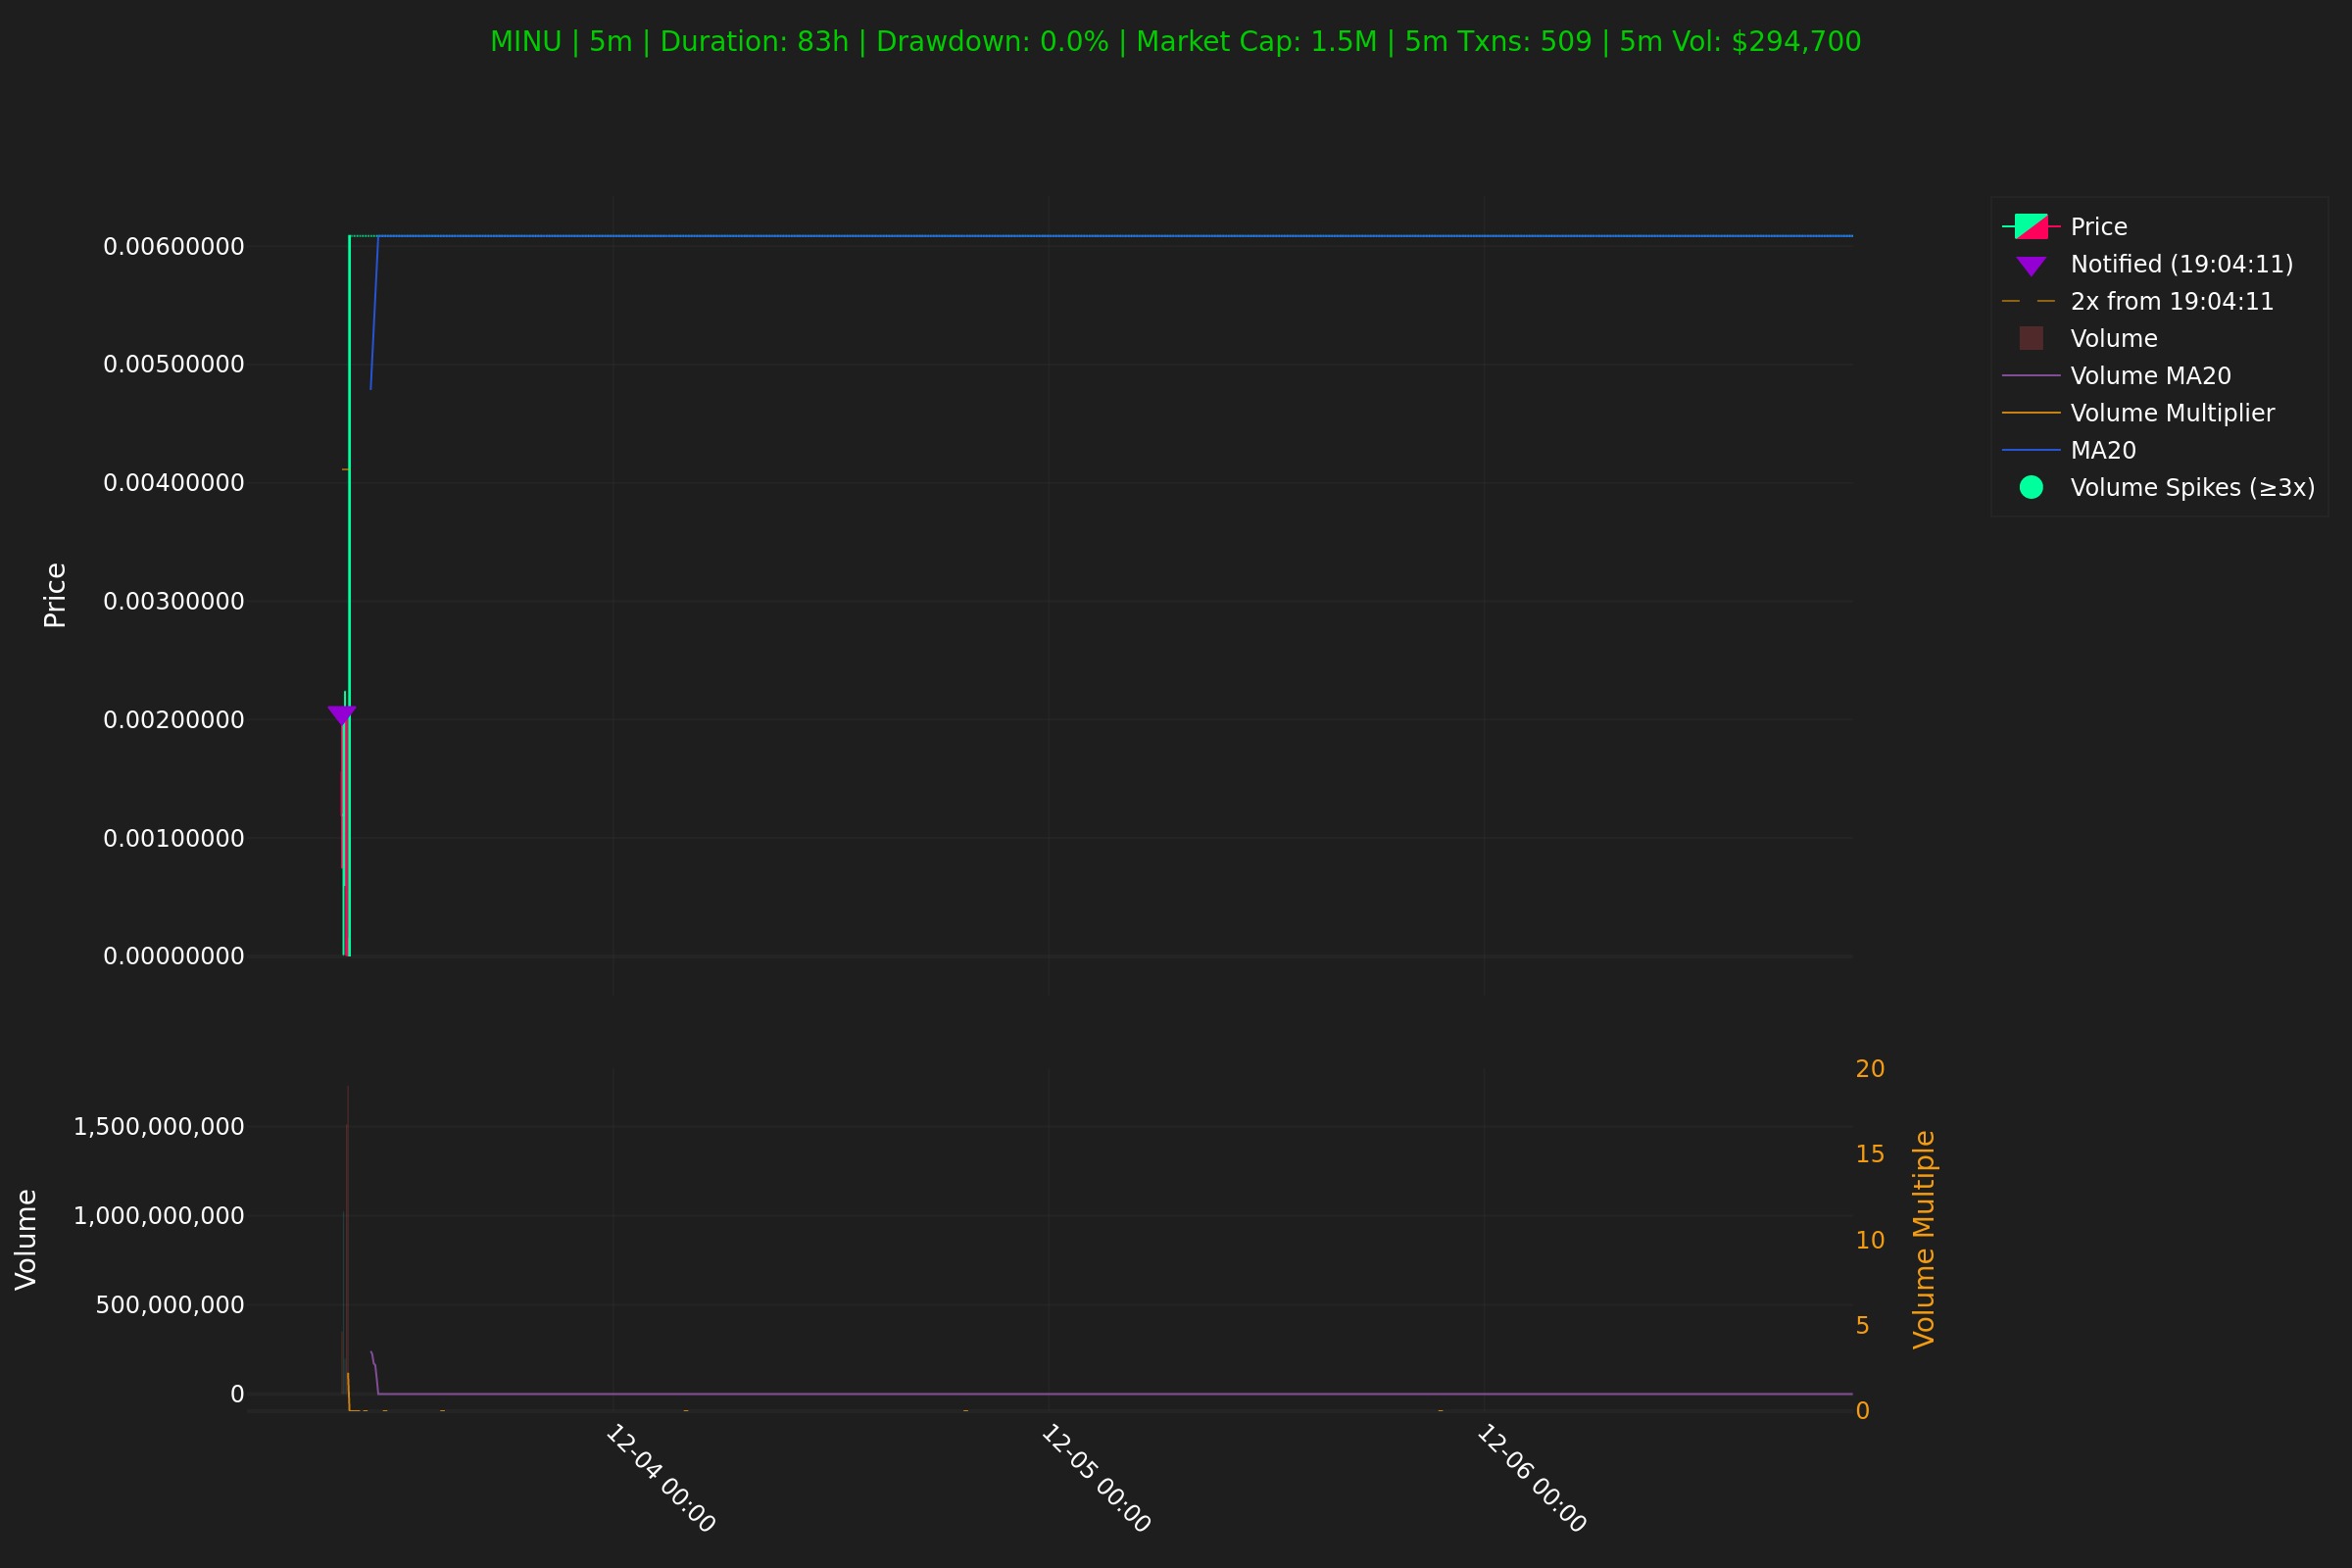 MINU | 5m | Duration: 83h | Drawdown: 0.0% | Market Cap: 1.5M | 5m Txns: 509 | 5m Vol: $294,700
Price
0.00600000
0.00500000
0.00400000
0.00300000
0.00200000
0.00100000
0.00000000
Price
Notified (19:04:11)
2x from 19:04:11
Volume
Volume MA20
Volume Multiplier
MA20
Volume Spikes (≥3x)
Volume
1,500,000,000
1,000,000,000
500,000,000
0
20
15
10
5
0
Volume Multiple
12-04 00:00
12-05 00:00
12-06 00:00